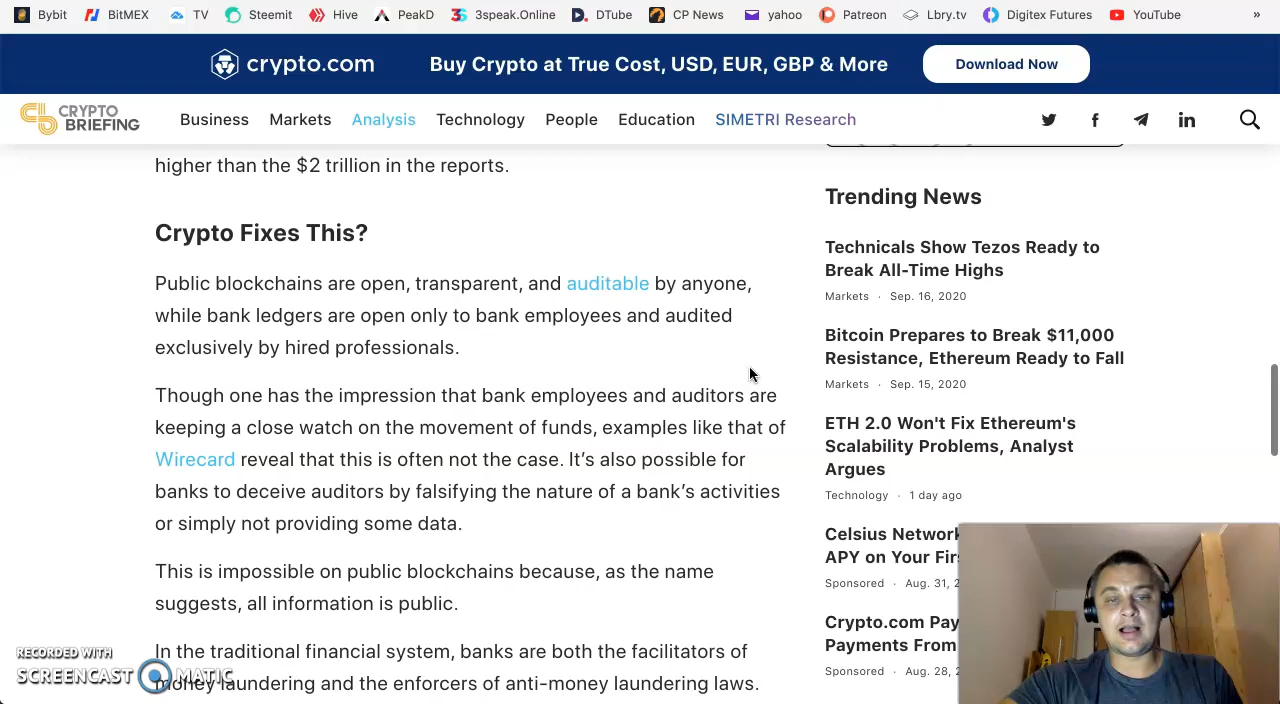 Bybit BitMEX TV Steemit Hive PeakD 3speak.Online DTube CP News yahoo Patreon Lbry.tv Digitex Futures YouTube »
crypto.com Buy Crypto at True Cost, USD, EUR, GBP & More Download Now
CRYPTO
BRIEFING
Business Markets Analysis Technology People Education SIMETRI Research
higher than the $2 trillion in the reports.
Crypto Fixes This?
Public blockchains are open, transparent, and auditable by anyone,
while bank ledgers are open only to bank employees and audited
exclusively by hired professionals.
Though one has the impression that bank employees and auditors are
keeping a close watch on the movement of funds, examples like that of
Wirecard reveal that this is often not the case. It’s also possible for
banks to deceive auditors by falsifying the nature of a bank’s activities
or simply not providing some data.
This is impossible on public blockchains because, as the name
suggests, all information is public.
In the traditional financial system, banks are both the facilitators of
money laundering and the enforcers of anti-money laundering laws.
Trending News
Technicals Show Tezos Ready to
Break All-Time Highs
Markets · Sep. 16, 2020
Bitcoin Prepares to Break $11,000
Resistance, Ethereum Ready to Fall
Markets · Sep. 15, 2020
ETH 2.0 Won't Fix Ethereum's
Scalability Problems, Analyst
Argues
Technology · 1 day ago
Celsius Network
APY on Your Firs
Sponsored · Aug. 31, 2
Crypto.com Pay
Payments From
Sponsored · Aug. 28, 2
RECORDED WITH
SCREENCAST MATIC